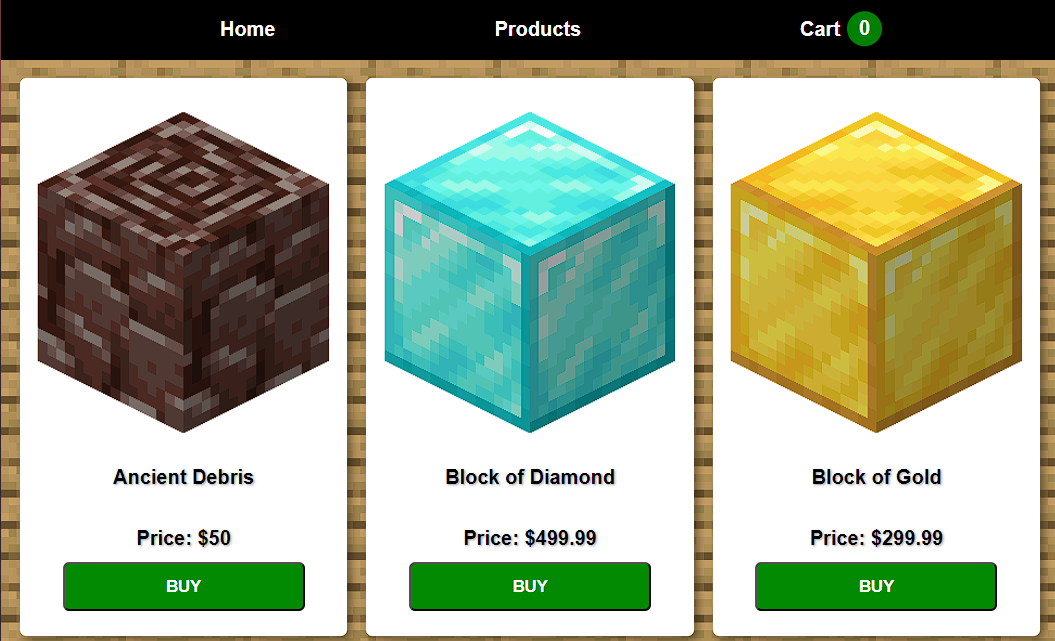 Home Products Cart 0
Ancient Debris Block of Diamond Block of Gold
Price: $50 Price: $499.99 Price: $299.99
BUY BUY BUY